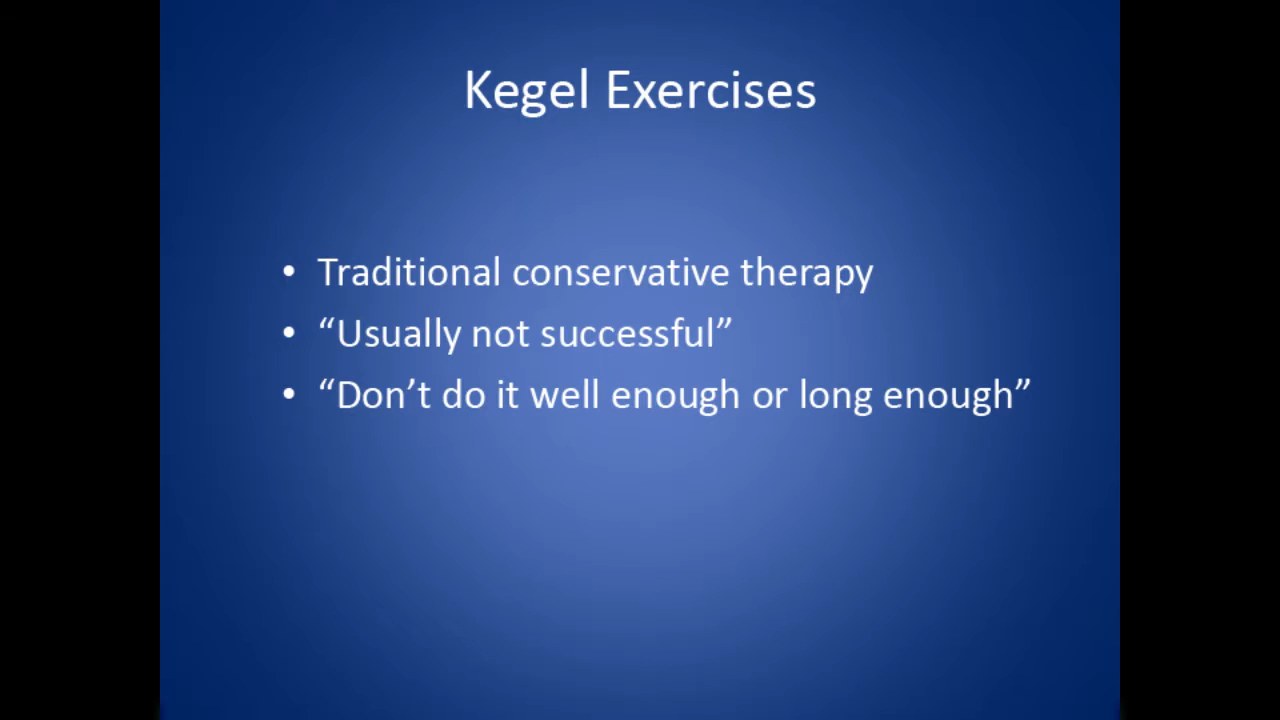 Kegel Exercises
• Traditional conservative therapy
• “Usually not successful”
• “Don’t do it well enough or long enough”